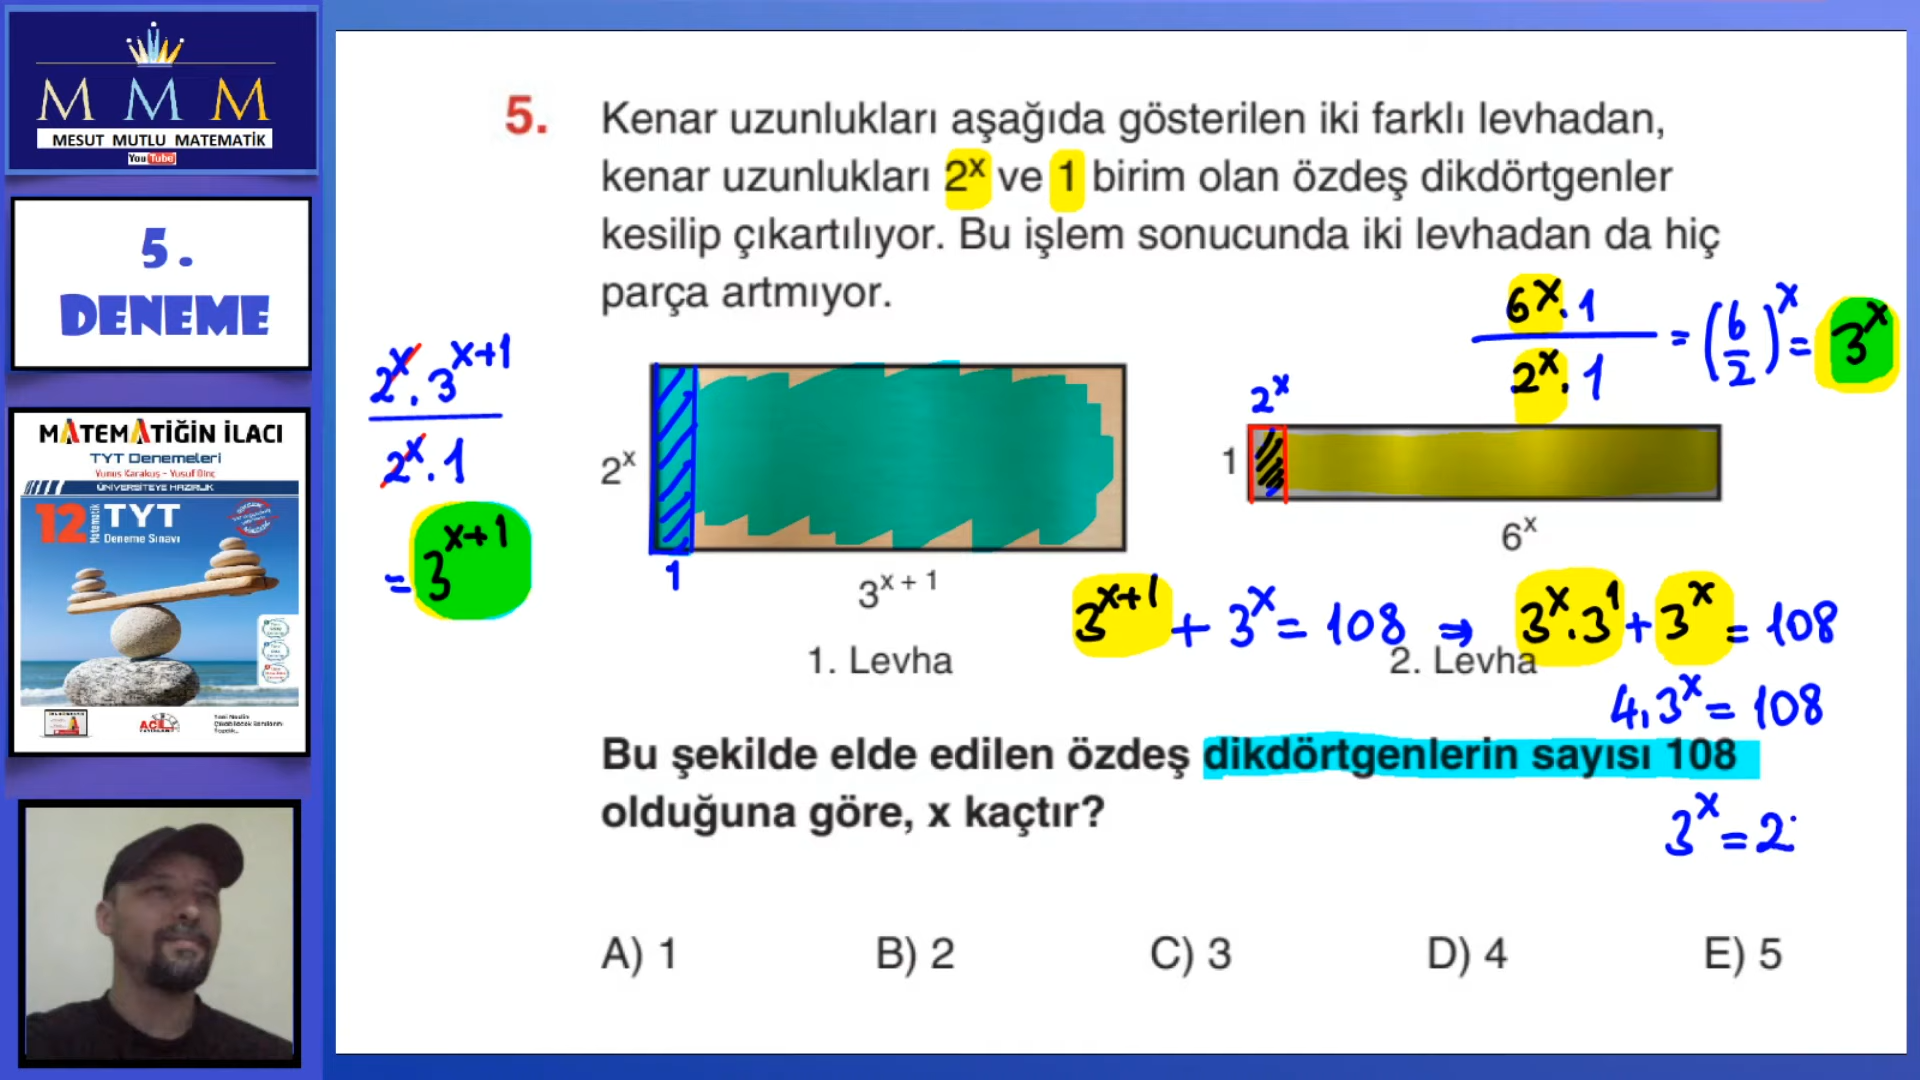 M M M
MESUT MUTLU MATEMATİK
YouTube
5.
DENEME
MATEMATİĞİN İLACI
TYT Denemeleri
Yunus Karakuş - Yusuf Dinç
ÜNİVERSİTEYE HAZIRLIK
12 Matematik TYT
Deneme Sınavı
5. Kenar uzunlukları aşağıda gösterilen iki farklı levhadan,
kenar uzunlukları 2ˣ ve 1 birim olan özdeş dikdörtgenler
kesilip çıkartılıyor. Bu işlem sonucunda iki levhadan da hiç
parça artmıyor.
2ˣ.3ˣ⁺¹
2ˣ.1
= 3ˣ⁺¹
6ˣ.1
2ˣ.1
= (6/2)ˣ = 3ˣ
2ˣ
1
3ˣ⁺¹
1. Levha
2ˣ
1
6ˣ
2. Levha
3ˣ⁺¹ + 3ˣ = 108 ⇒ 3ˣ.3¹ + 3ˣ = 108
4.3ˣ = 108
3ˣ = 2
Bu şekilde elde edilen özdeş dikdörtgenlerin sayısı 108
olduğuna göre, x kaçtır?
A) 1 B) 2 C) 3 D) 4 E) 5